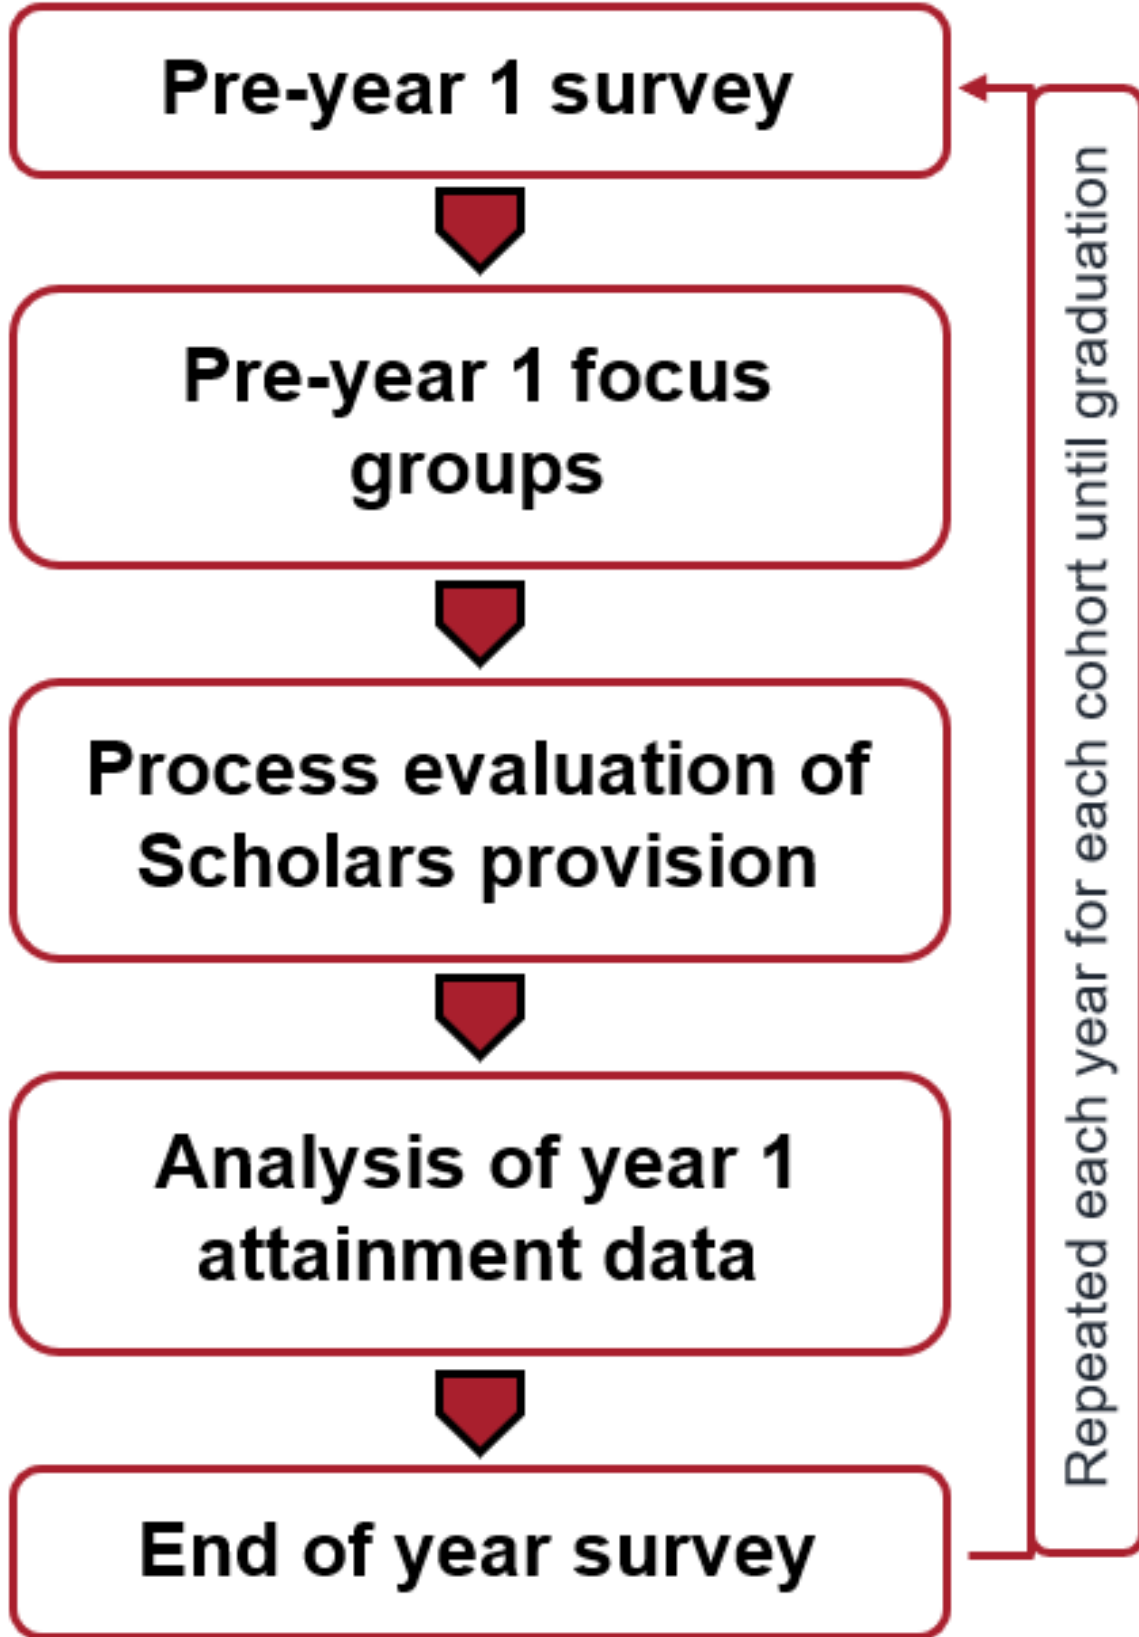 Pre-year 1 survey
Pre-year 1 focus
groups
Process evaluation of
Scholars provision
Analysis of year 1
attainment data
End of year survey
Repeated each year for each cohort until graduation